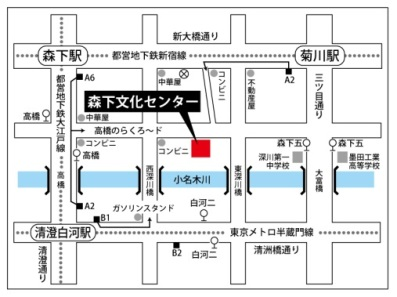 新大橋通り
森下駅
都営地下鉄新宿線
菊川駅
A6
中華屋
コンビニ
不動産屋
A2
都営地下鉄大江戸線
三ツ目通り
森下文化センター
高橋
中華屋
高橋のらくろ〜ド
コンビニ
高橋
コンビニ
森下五
森下五
深川第一
中学校
墨田工業
高等学校
高橋
西深川橋
小名木川
東深川橋
大富橋
A2
B1
ガソリンスタンド
白河二
清澄白河駅
東京メトロ半蔵門線
清澄通り
B2
白河二
清洲橋通り